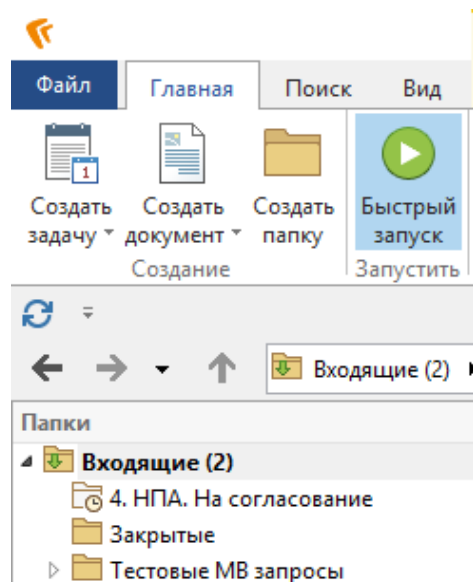 Файл Главная Поиск Вид
Создать Создать Создать Быстрый
задачу документ папку запуск
Создание Запустить
Входящие (2)
Папки
Входящие (2)
4. НПА. На согласование
Закрытые
Тестовые МВ запросы